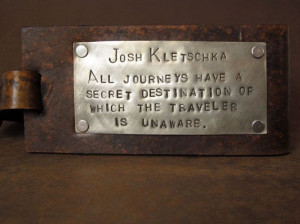 Josh Kletschka
All journeys have a
secret destination of
which the traveler
is unaware.